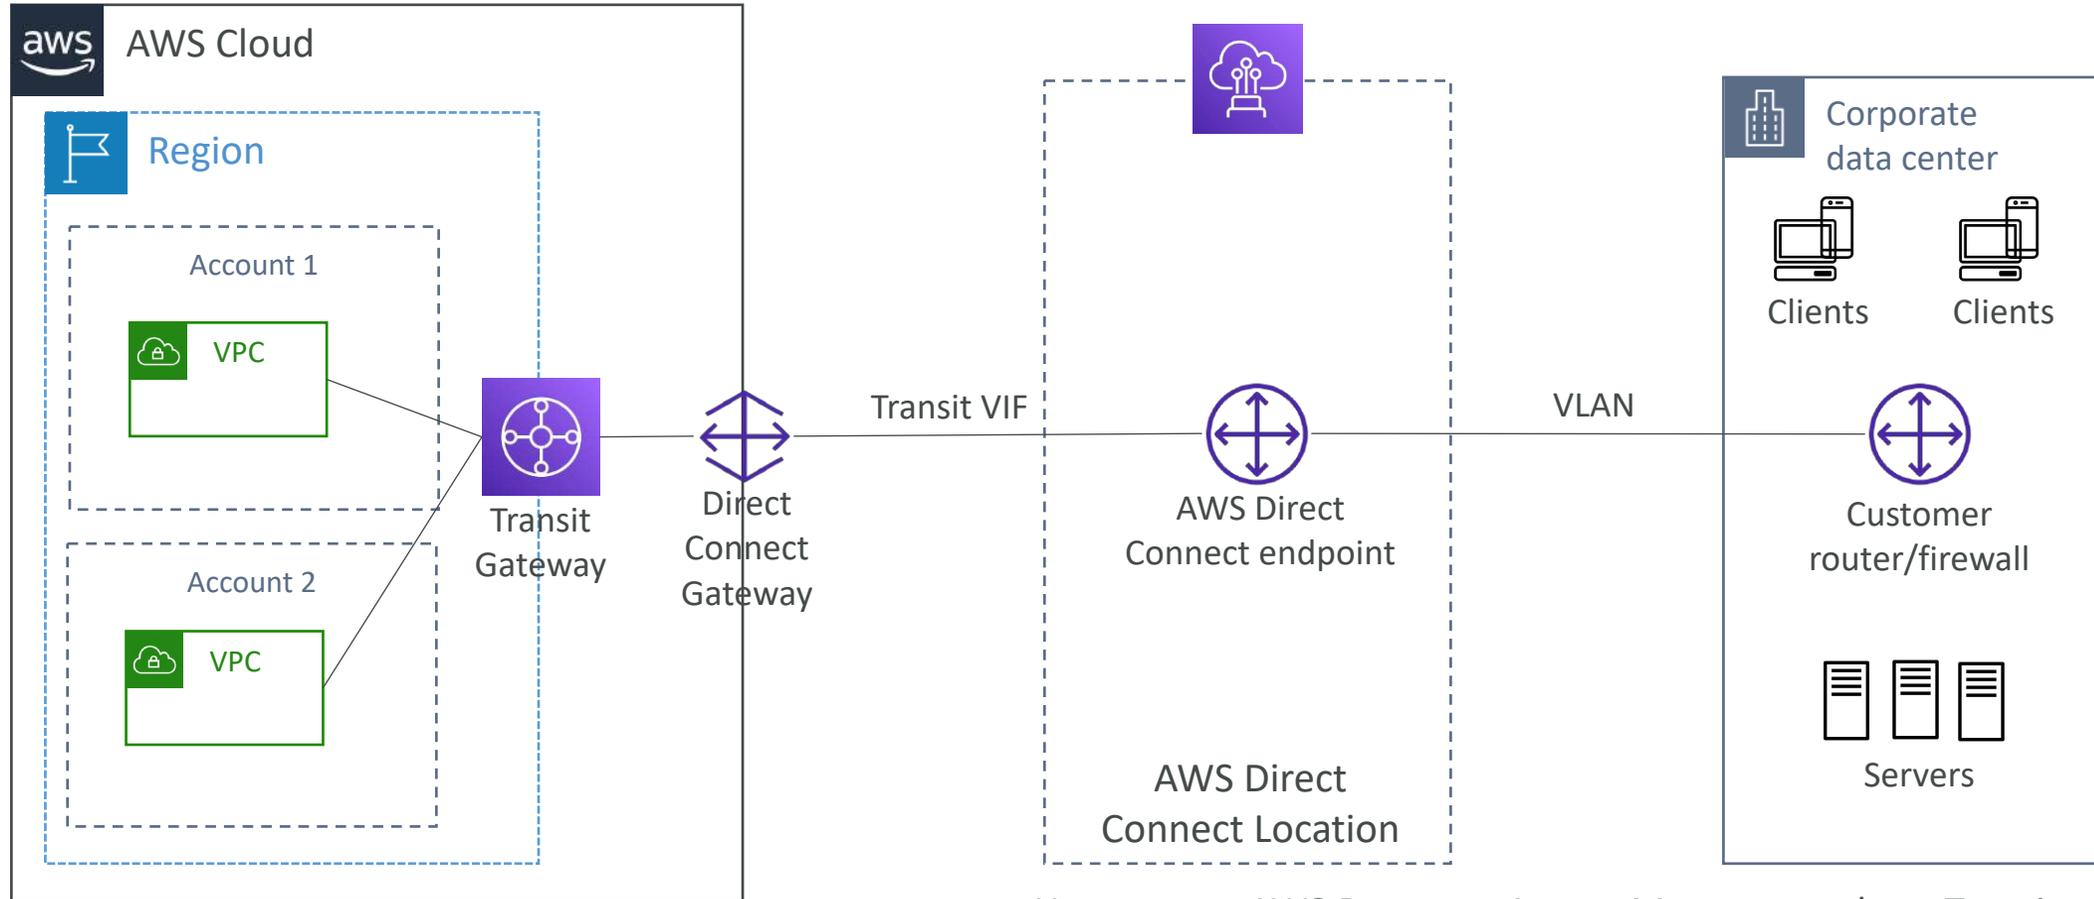 aws
AWS Cloud
Region
Account 1
VPC
Account 2
VPC
Transit
Gateway
Direct
Connect
Gateway
Transit VIF
AWS Direct
Connect endpoint
AWS Direct
Connect Location
VLAN
Corporate
data center
Clients
Clients
Customer
router/firewall
Servers